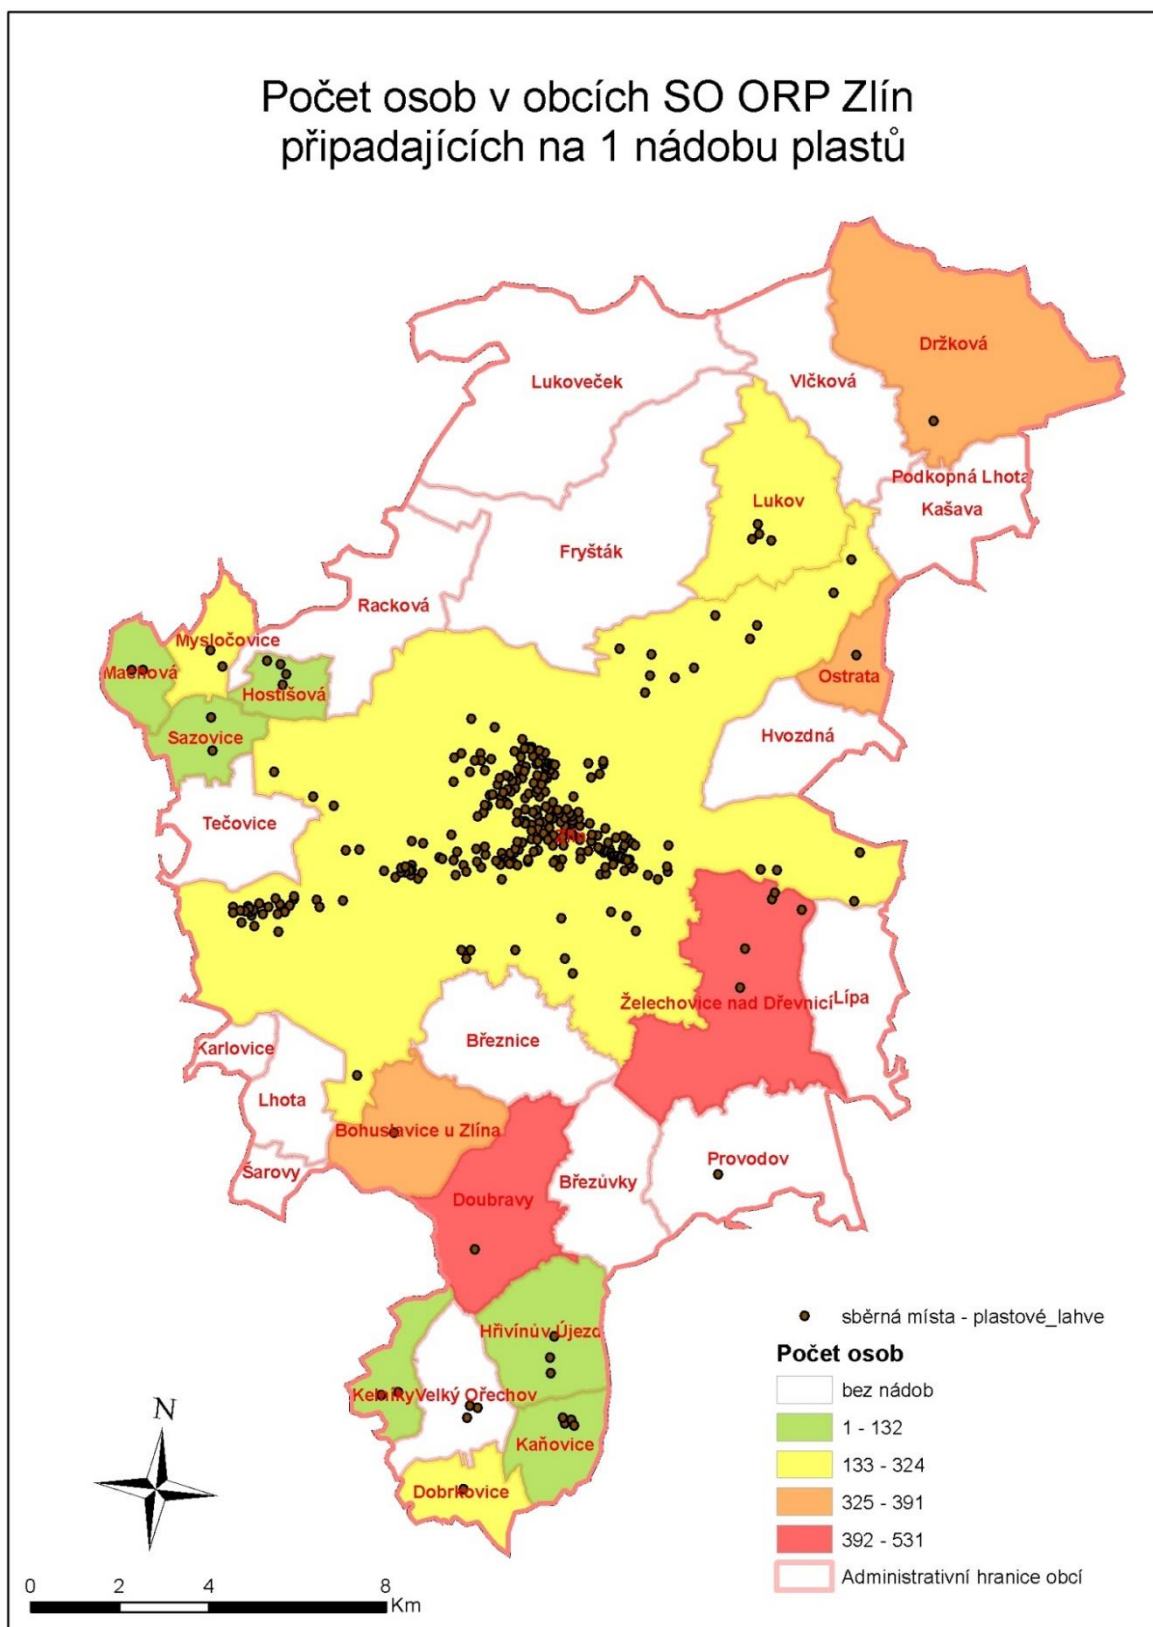 Počet osob v obcích SO ORP Zlín
připadajících na 1 nádobu plastů
Držková
Lukoveček
Vlčková
Podkopná Lhota
Kašava
Lukov
Fryšták
Racková
Mysločovice
Machová
Hostišová
Ostrata
Sazovice
Hvozdná
Tečovice
Zlín
Želechovice nad Dřevnicí
Lípa
Březnice
Karlovice
Lhota
Bohuslavice u Zlína
Šarovy
Provodov
Březůvky
Doubravy
Hřivínův Újezd
Kelníky
Velký Ořechov
Kaňovice
Dobrkovice
sběrná místa - plastové_lahve
Počet osob
bez nádob
1 - 132
133 - 324
325 - 391
392 - 531
Administrativní hranice obcí
N
0 2 4 8
Km